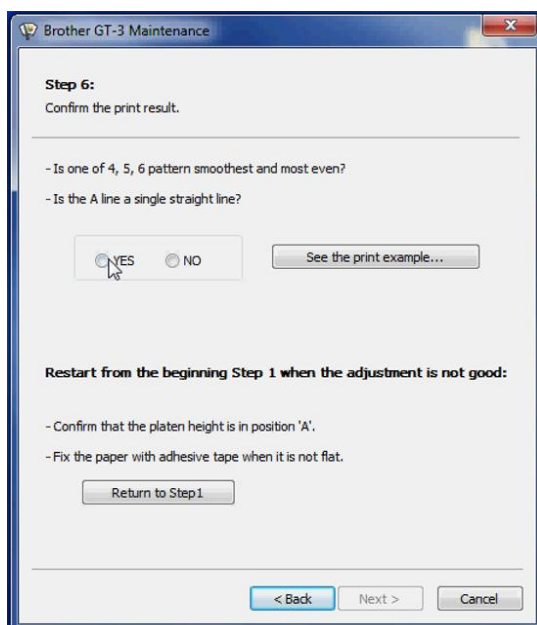 Brother GT-3 Maintenance
Step 6:
Confirm the print result.
- Is one of 4, 5, 6 pattern smoothest and most even?
- Is the A line a single straight line?
YES NO See the print example...
Restart from the beginning Step 1 when the adjustment is not good:
- Confirm that the platen height is in position 'A'.
- Fix the paper with adhesive tape when it is not flat.
Return to Step1
< Back Next > Cancel